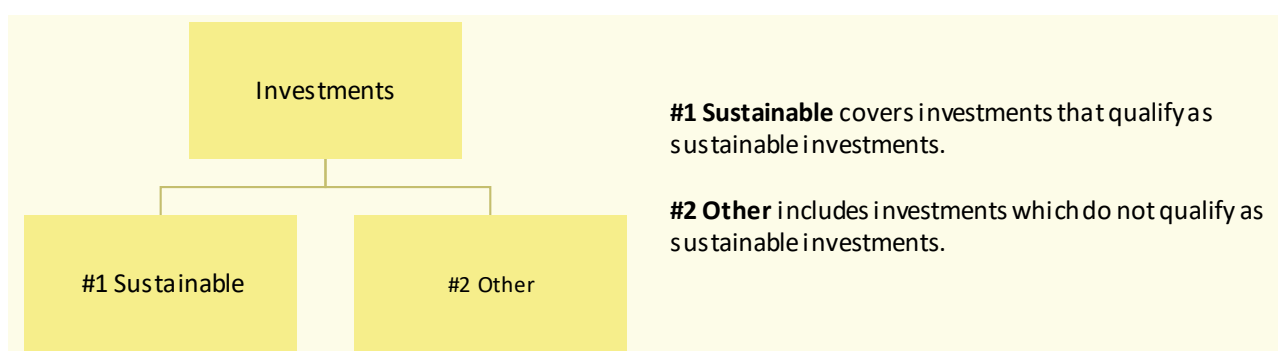 Investments
#1 Sustainable
#2 Other
#1 Sustainable covers investments that qualify as
sustainable investments.
#2 Other includes investments which do not qualify as
sustainable investments.